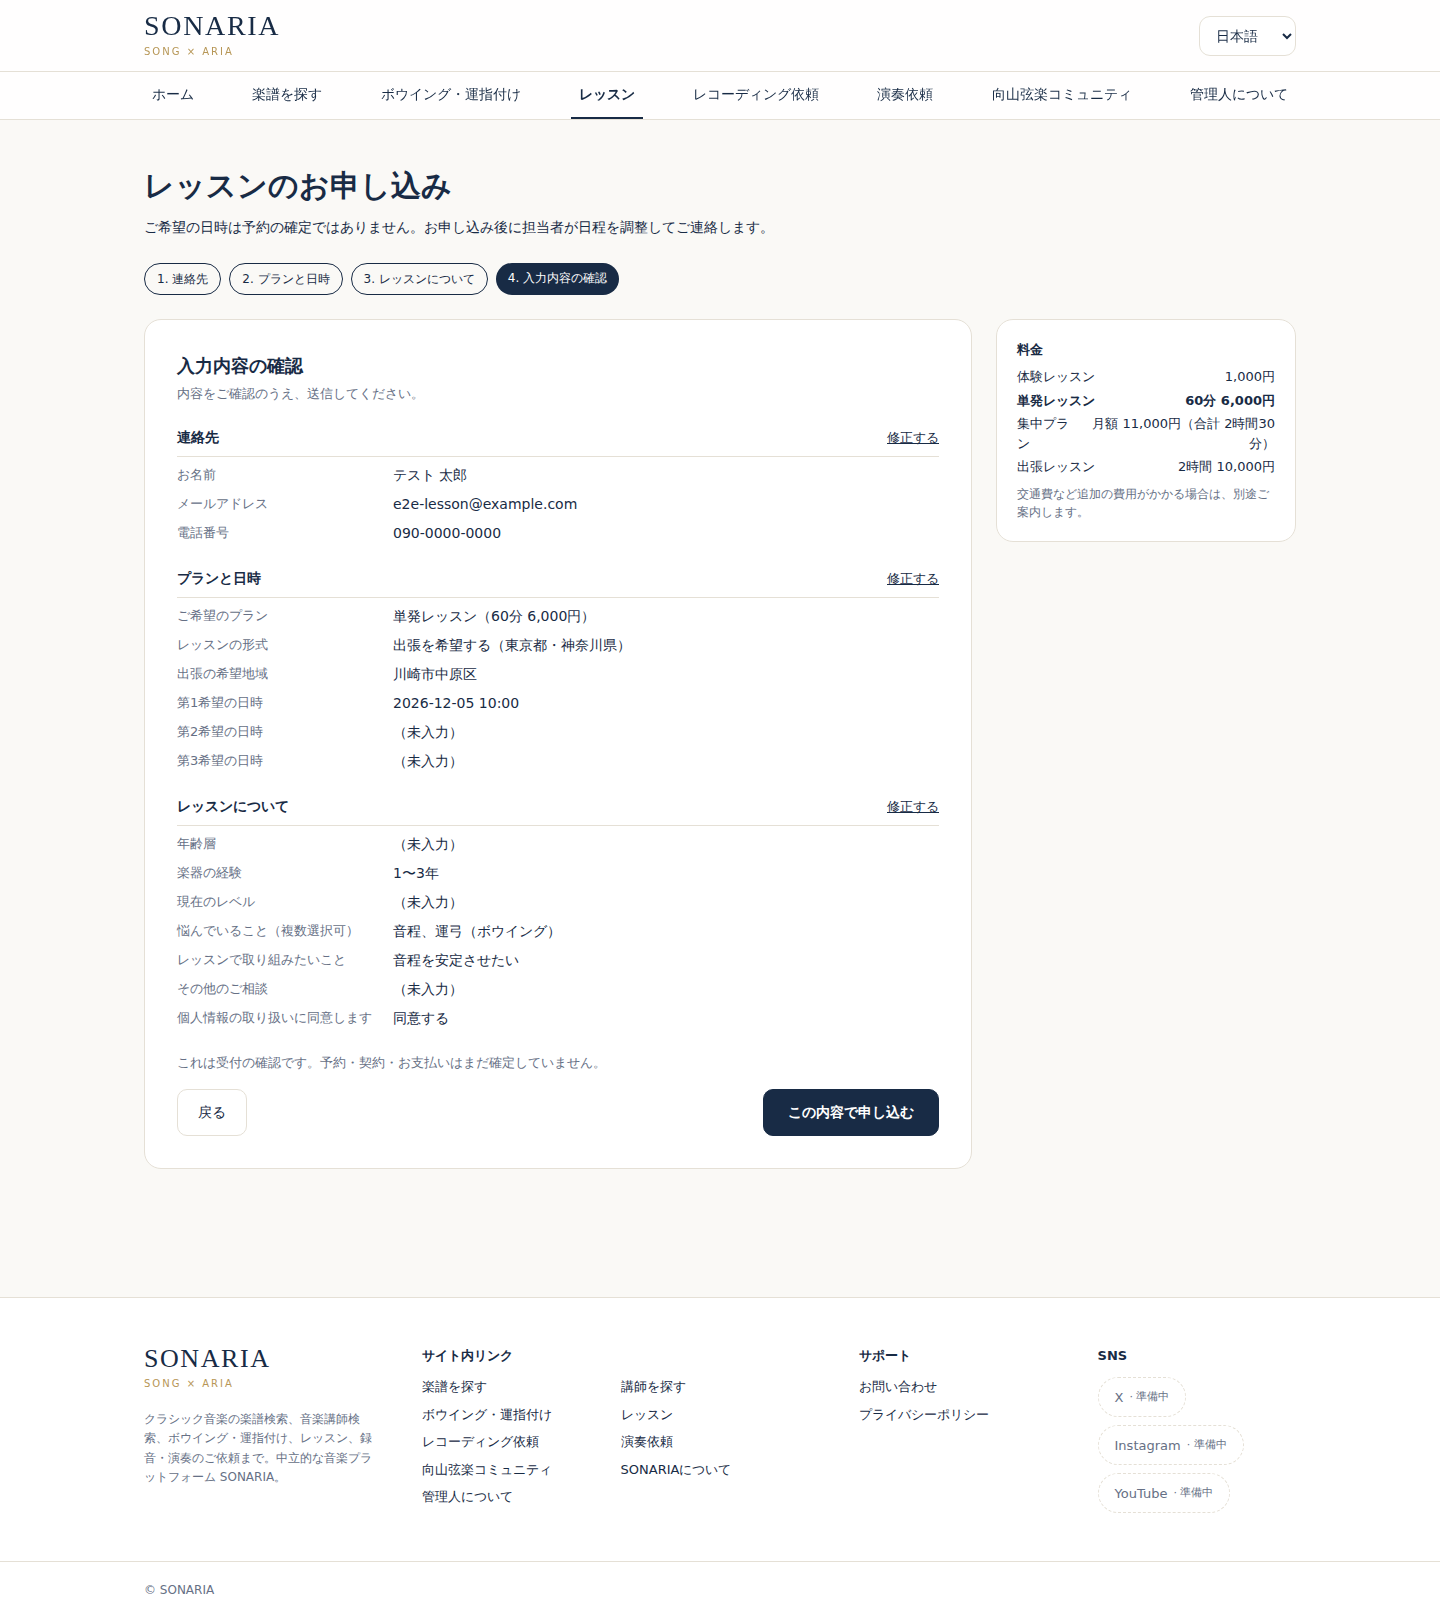 SONARIA
SONG × ARIA
日本語
ホーム
楽譜を探す
ボウイング・運指付け
レッスン
レコーディング依頼
演奏依頼
向山弦楽コミュニティ
管理人について
レッスンのお申し込み
ご希望の日時は予約の確定ではありません。お申し込み後に担当者が日程を調整してご連絡します。
1. 連絡先
2. プランと日時
3. レッスンについて
4. 入力内容の確認
入力内容の確認
内容をご確認のうえ、送信してください。
連絡先 修正する
お名前 テスト 太郎
メールアドレス e2e-lesson@example.com
電話番号 090-0000-0000
プランと日時 修正する
ご希望のプラン 単発レッスン（60分 6,000円）
レッスンの形式 出張を希望する（東京都・神奈川県）
出張の希望地域 川崎市中原区
第1希望の日時 2026-12-05 10:00
第2希望の日時 （未入力）
第3希望の日時 （未入力）
レッスンについて 修正する
年齢層 （未入力）
楽器の経験 1〜3年
現在のレベル （未入力）
悩んでいること（複数選択可） 音程、運弓（ボウイング）
レッスンで取り組みたいこと 音程を安定させたい
その他のご相談 （未入力）
個人情報の取り扱いに同意します 同意する
これは受付の確認です。予約・契約・お支払いはまだ確定していません。
戻る
この内容で申し込む
料金
体験レッスン 1,000円
単発レッスン 60分 6,000円
集中プラ 月額 11,000円（合計 2時間30
ン 分）
出張レッスン 2時間 10,000円
交通費など追加の費用がかかる場合は、別途ご
案内します。
SONARIA
SONG × ARIA
クラシック音楽の楽譜検索、音楽講師検
索、ボウイング・運指付け、レッスン、録
音・演奏のご依頼まで。中立的な音楽プラ
ットフォーム SONARIA。
サイト内リンク
楽譜を探す
ボウイング・運指付け
レコーディング依頼
向山弦楽コミュニティ
管理人について
講師を探す
レッスン
演奏依頼
SONARIAについて
サポート
お問い合わせ
プライバシーポリシー
SNS
X · 準備中
Instagram · 準備中
YouTube · 準備中
© SONARIA